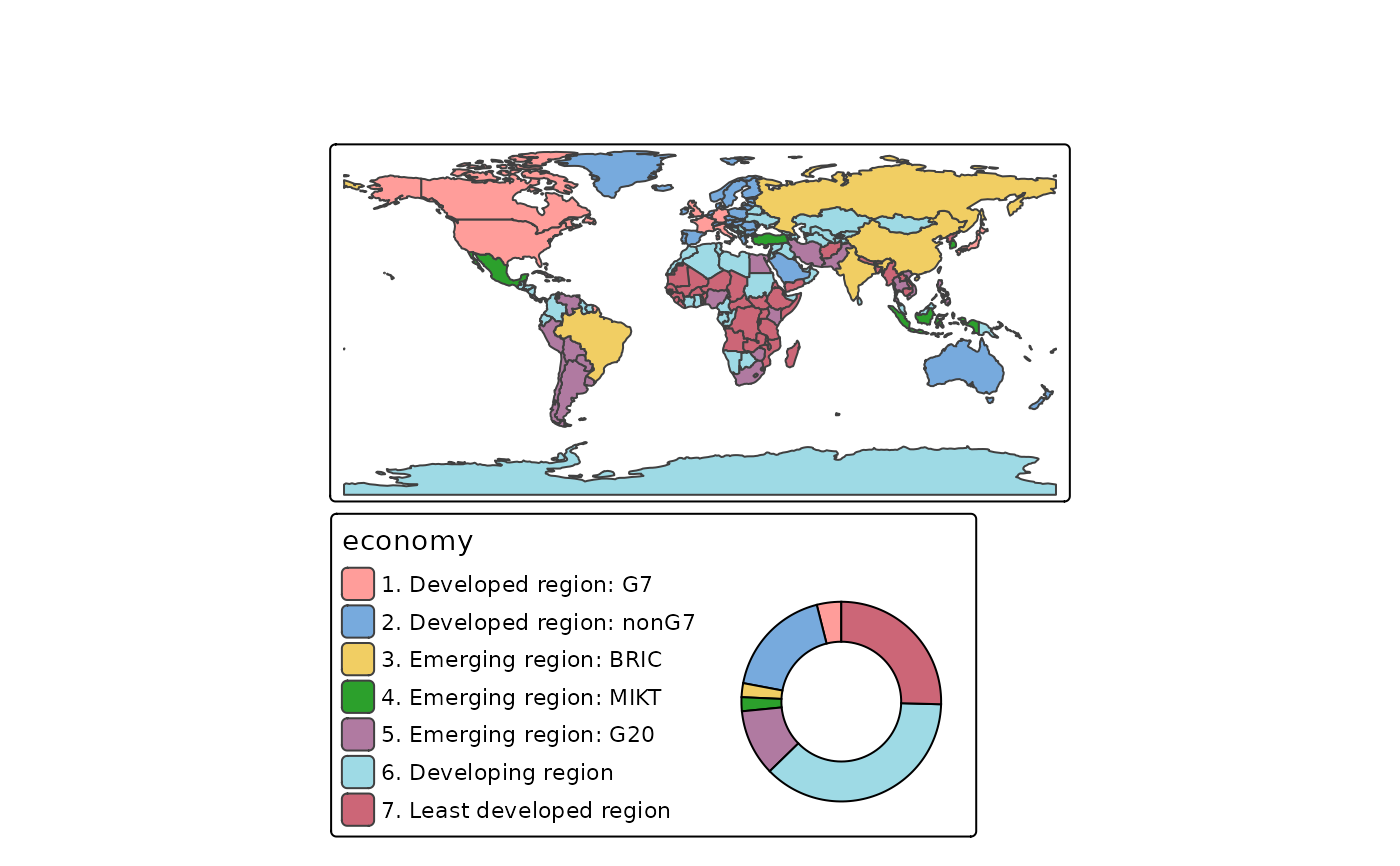 economy
1. Developed region: G7
2. Developed region: nonG7
3. Emerging region: BRIC
4. Emerging region: MIKT
5. Emerging region: G20
6. Developing region
7. Least developed region